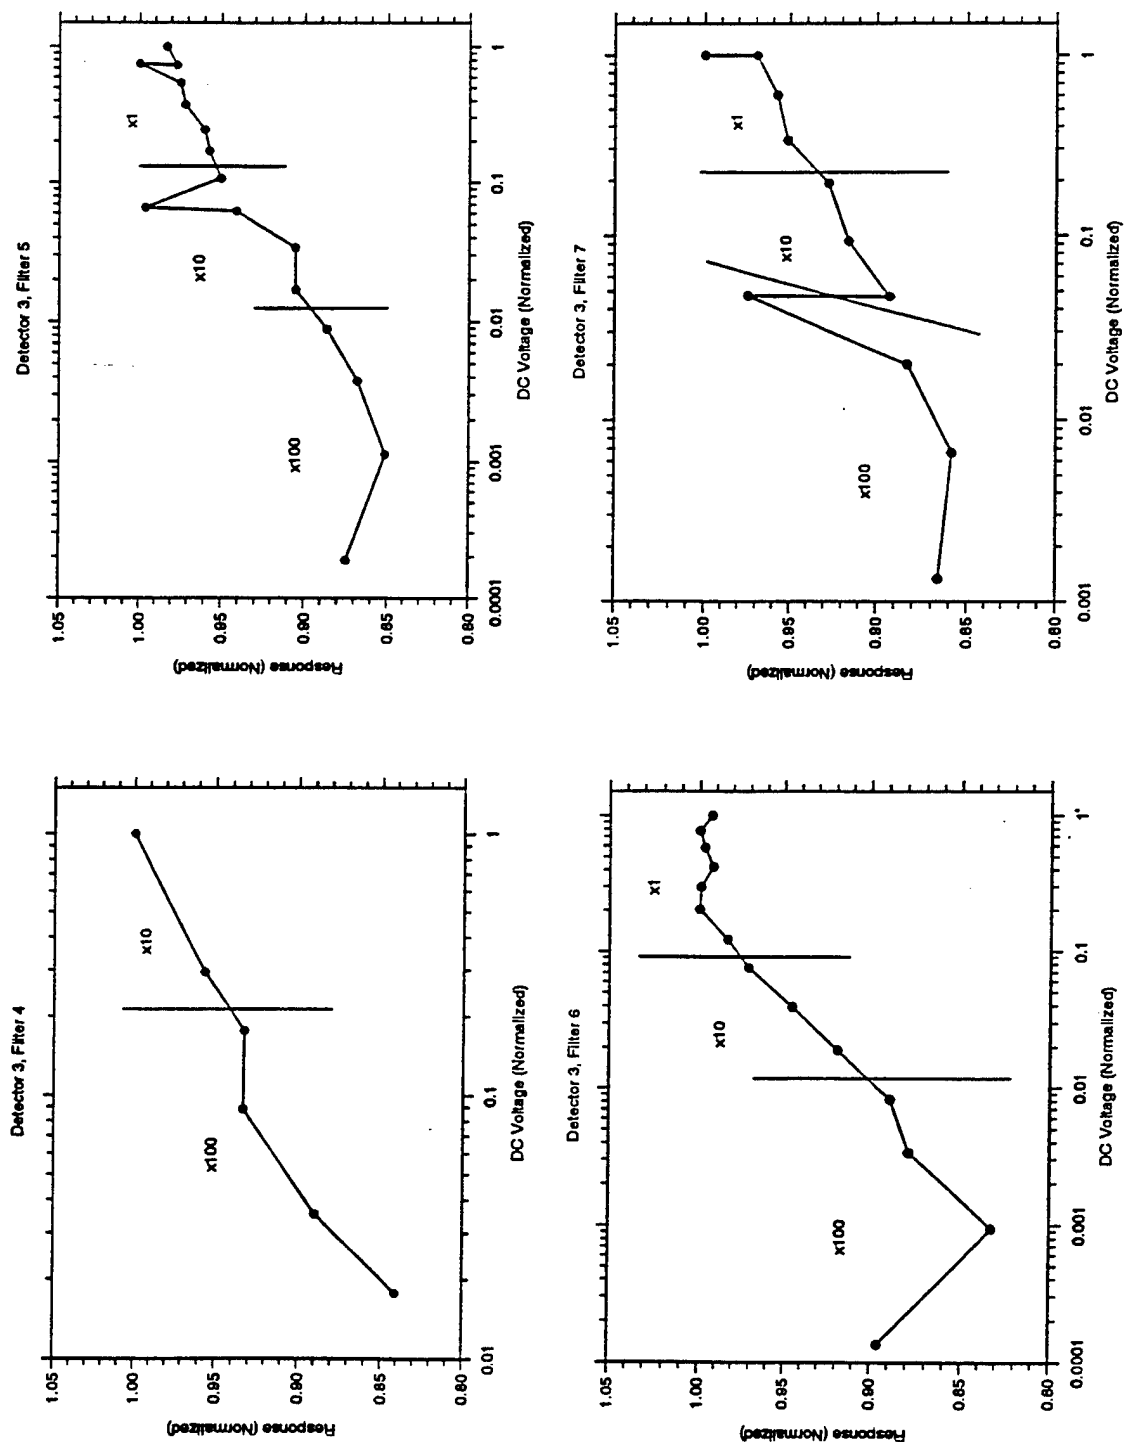 Detector 3, Filter 4
Response (Normalized)
1.05
1.00
0.95
0.90
0.85
0.80
x100
x10
0.01
0.1
1
DC Voltage (Normalized)
Detector 3, Filter 5
Response (Normalized)
1.05
1.00
0.95
0.90
0.85
0.80
x100
x10
x1
0.0001
0.001
0.01
0.1
1
DC Voltage (Normalized)
Detector 3, Filter 6
Response (Normalized)
1.05
1.00
0.95
0.90
0.85
0.80
x100
x10
x1
0.0001
0.001
0.01
0.1
1
DC Voltage (Normalized)
Detector 3, Filter 7
Response (Normalized)
1.05
1.00
0.95
0.90
0.85
0.80
x100
x10
x1
0.001
0.01
0.1
1
DC Voltage (Normalized)